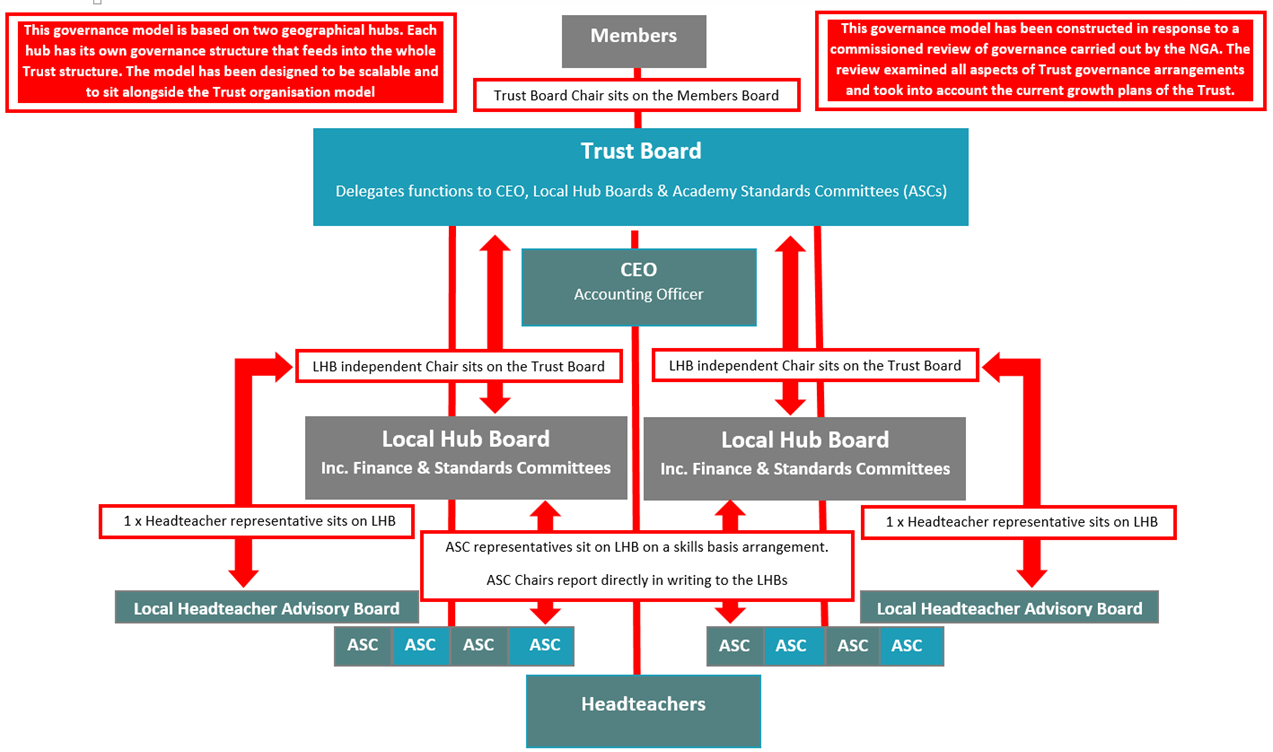 This governance model is based on two geographical hubs. Each
hub has its own governance structure that feeds into the whole
Trust structure. The model has been designed to be scalable and
to sit alongside the Trust organisation model
Members
This governance model has been constructed in response to a
commissioned review of governance carried out by the NGA. The
review examined all aspects of Trust governance arrangements
and took into account the current growth plans of the Trust.
Trust Board Chair sits on the Members Board
Trust Board
Delegates functions to CEO, Local Hub Boards & Academy Standards Committees (ASCs)
CEO
Accounting Officer
LHB independent Chair sits on the Trust Board
LHB independent Chair sits on the Trust Board
Local Hub Board
Inc. Finance & Standards Committees
Local Hub Board
Inc. Finance & Standards Committees
1 x Headteacher representative sits on LHB
1 x Headteacher representative sits on LHB
ASC representatives sit on LHB on a skills basis arrangement.
ASC Chairs report directly in writing to the LHBs
Local Headteacher Advisory Board
Local Headteacher Advisory Board
ASC
ASC
ASC
ASC
ASC
ASC
ASC
ASC
Headteachers